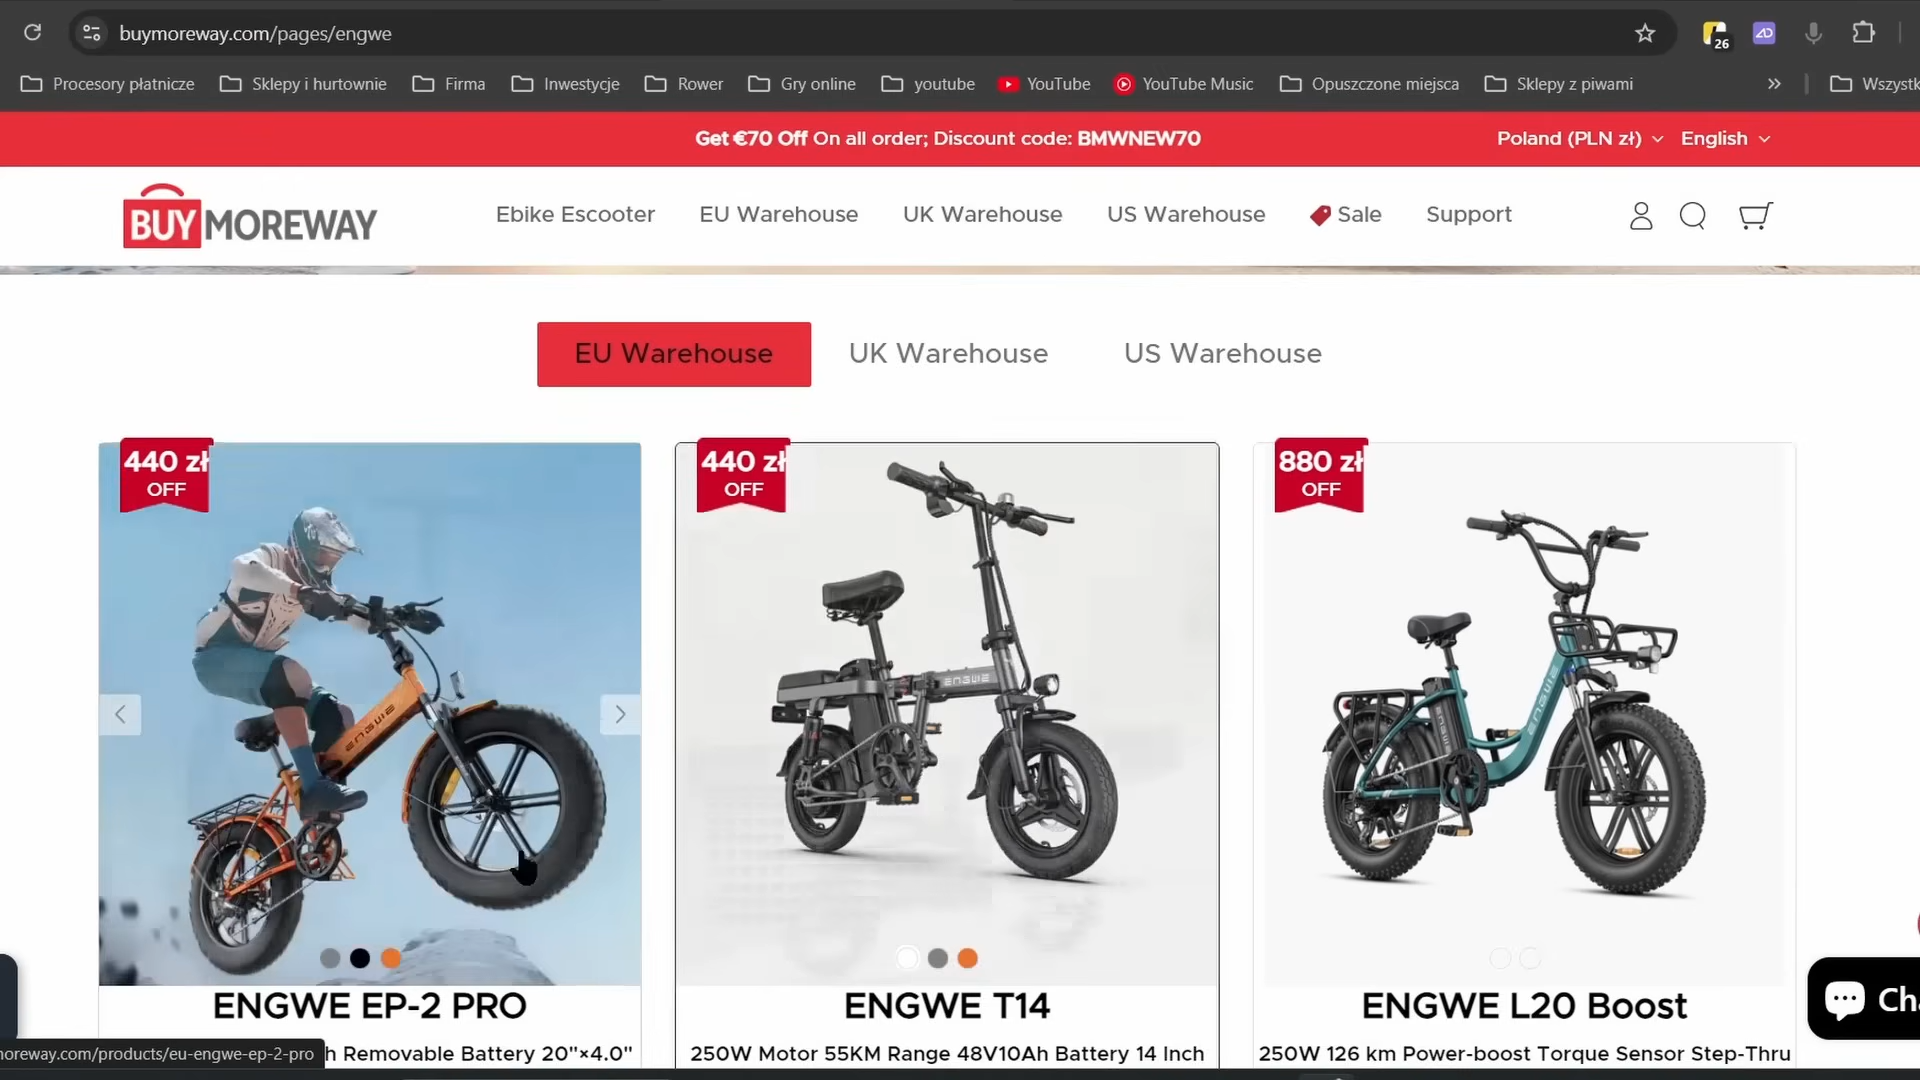 buymoreway.com/pages/engwe
26
Procesory płatnicze
Sklepy i hurtownie
Firma
Inwestycje
Rower
Gry online
youtube
YouTube
YouTube Music
Opuszczone miejsca
Sklepy z piwami
Get €70 Off On all order; Discount code: BMWNEW70
Poland (PLN zł)
English
BUYMOREWAY
Ebike Escooter
EU Warehouse
UK Warehouse
US Warehouse
Sale
Support
EU Warehouse
UK Warehouse
US Warehouse
440 zł
OFF
440 zł
OFF
880 zł
OFF
ENGWE
ENGWE
ENGWE
ENGWE EP-2 PRO
ENGWE T14
ENGWE L20 Boost
Removable Battery 20"×4.0"
250W Motor 55KM Range 48V10Ah Battery 14 Inch
250W 126 km Power-boost Torque Sensor Step-Thru
oreway.com/products/eu-engwe-ep-2-pro